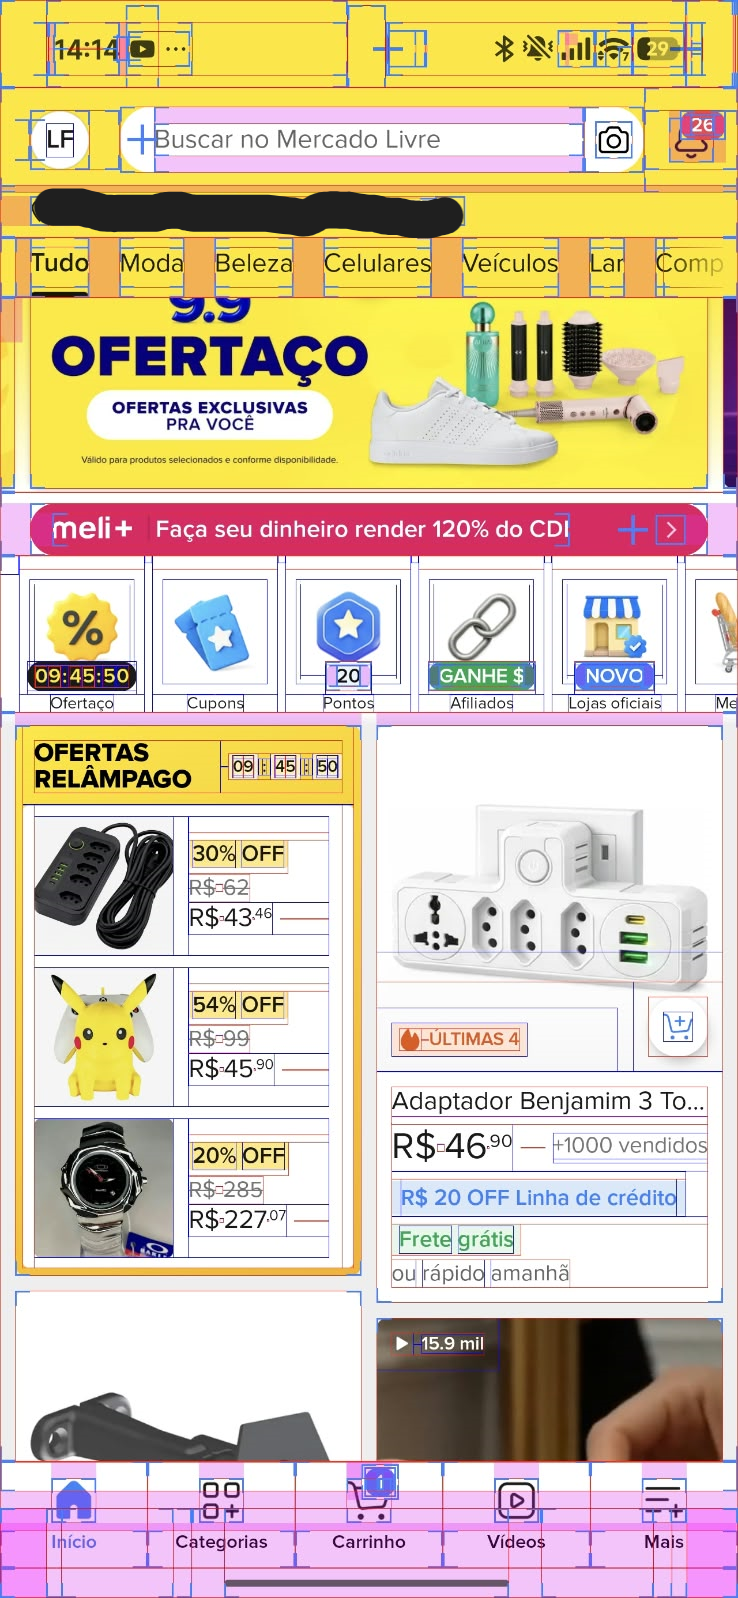 14:14
29
LF
Buscar no Mercado Livre
26
Tudo Moda Beleza Celulares Veículos Lar Comp
9.9
OFERTAÇO
OFERTAS EXCLUSIVAS
PRA VOCÊ
Válido para produtos selecionados e conforme disponibilidade.
meli+ Faça seu dinheiro render 120% do CDI
09:45:50
20
GANHE $
NOVO
Ofertaço Cupons Pontos Afiliados Lojas oficiais Me
OFERTAS
RELÂMPAGO
09 : 45 : 50
30% OFF
R$ 62
R$ 43,46
54% OFF
R$ 99
R$ 45,90
20% OFF
R$ 285
R$ 227,07
ÚLTIMAS 4
Adaptador Benjamim 3 To...
R$ 46,90 +1000 vendidos
R$ 20 OFF Linha de crédito
Frete grátis
ou rápido amanhã
15.9 mil
Início Categorias Carrinho Vídeos Mais